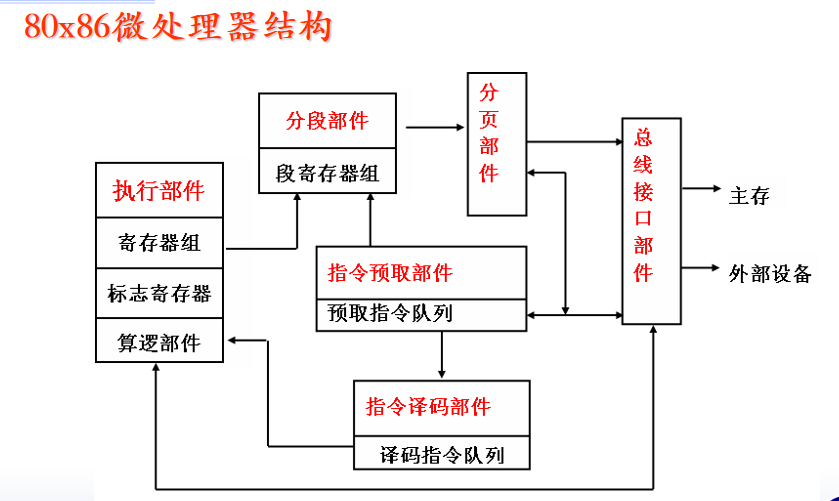 80x86微处理器结构
分段部件
段寄存器组
分
页
部
件
总
线
接
口
部
件
主存
外部设备
执行部件
寄存器组
标志寄存器
算逻部件
指令预取部件
预取指令队列
指令译码部件
译码指令队列